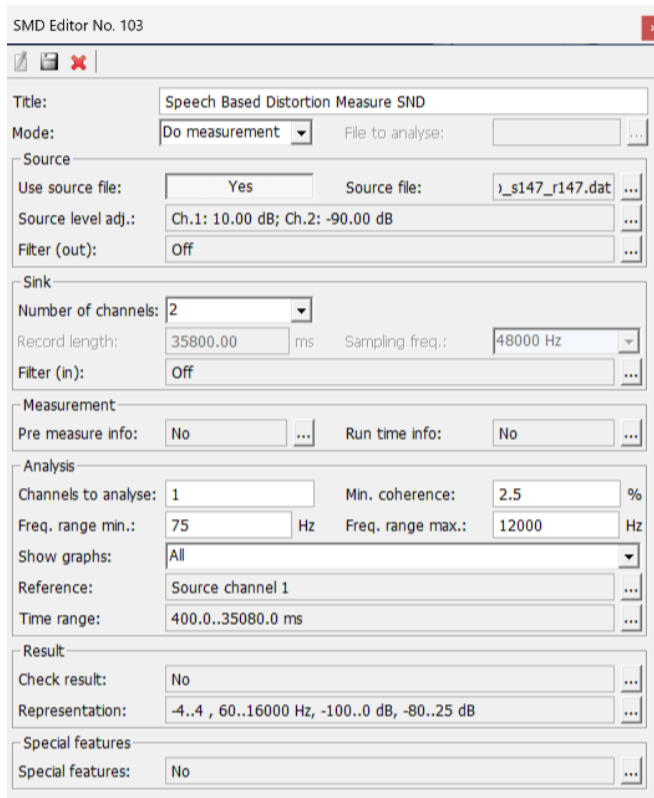 SMD Editor No. 103
Title: Speech Based Distortion Measure SND
Mode: Do measurement File to analyse: ...
Source
Use source file: Yes Source file: _s147_r147.dat ...
Source level adj.: Ch.1: 10.00 dB; Ch.2: -90.00 dB ...
Filter (out): Off ...
Sink
Number of channels: 2
Record length: 35800.00 ms Sampling freq.: 48000 Hz
Filter (in): Off ...
Measurement
Pre measure info: No ... Run time info: No ...
Analysis
Channels to analyse: 1 Min. coherence: 2.5 %
Freq. range min.: 75 Hz Freq. range max.: 12000 Hz
Show graphs: All
Reference: Source channel 1 ...
Time range: 400.0..35080.0 ms ...
Result
Check result: No ...
Representation: -4..4 , 60..16000 Hz, -100..0 dB, -80..25 dB ...
Special features
Special features: No ...